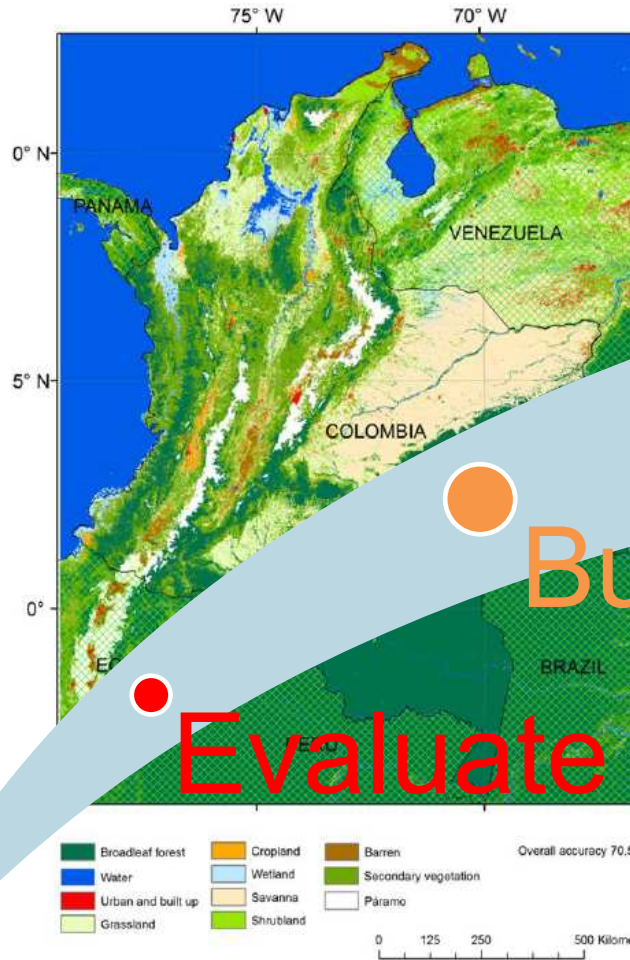 75° W 70° W
0° N
PANAMA
VENEZUELA
5° N
COLOMBIA
Bu
0°
BRAZIL
Evaluate
Broadleaf forest Cropland Barren Overall accuracy 70.5
Water Wetland Secondary vegetation
Urban and built up Savanna Páramo
Grassland Shrubland
0 125 250 500 Kilome